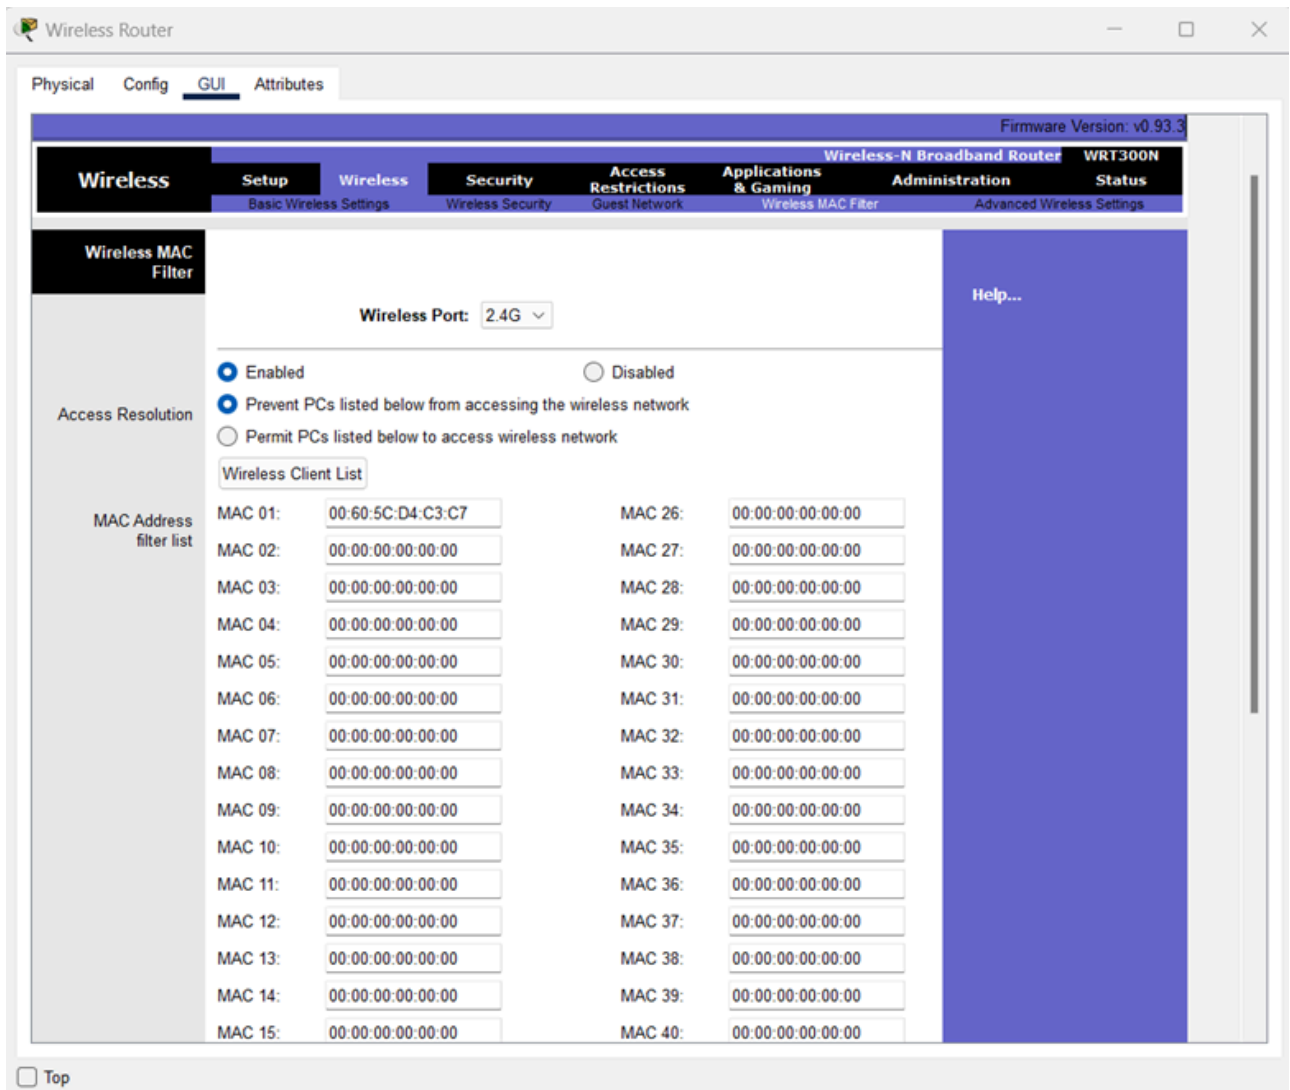 Wireless Router
Physical Config GUI Attributes
Firmware Version: v0.93.3
Wireless-N Broadband Router WRT300N
Wireless Setup Wireless Security Access Restrictions Applications & Gaming Administration Status
Basic Wireless Settings Wireless Security Guest Network Wireless MAC Filter Advanced Wireless Settings
Wireless MAC
Filter
Help...
Wireless Port: 2.4G
Enabled Disabled
Access Resolution
Prevent PCs listed below from accessing the wireless network
Permit PCs listed below to access wireless network
Wireless Client List
MAC Address
filter list
MAC 01: 00:60:5C:D4:C3:C7 MAC 26: 00:00:00:00:00:00
MAC 02: 00:00:00:00:00:00 MAC 27: 00:00:00:00:00:00
MAC 03: 00:00:00:00:00:00 MAC 28: 00:00:00:00:00:00
MAC 04: 00:00:00:00:00:00 MAC 29: 00:00:00:00:00:00
MAC 05: 00:00:00:00:00:00 MAC 30: 00:00:00:00:00:00
MAC 06: 00:00:00:00:00:00 MAC 31: 00:00:00:00:00:00
MAC 07: 00:00:00:00:00:00 MAC 32: 00:00:00:00:00:00
MAC 08: 00:00:00:00:00:00 MAC 33: 00:00:00:00:00:00
MAC 09: 00:00:00:00:00:00 MAC 34: 00:00:00:00:00:00
MAC 10: 00:00:00:00:00:00 MAC 35: 00:00:00:00:00:00
MAC 11: 00:00:00:00:00:00 MAC 36: 00:00:00:00:00:00
MAC 12: 00:00:00:00:00:00 MAC 37: 00:00:00:00:00:00
MAC 13: 00:00:00:00:00:00 MAC 38: 00:00:00:00:00:00
MAC 14: 00:00:00:00:00:00 MAC 39: 00:00:00:00:00:00
MAC 15: 00:00:00:00:00:00 MAC 40: 00:00:00:00:00:00
Top